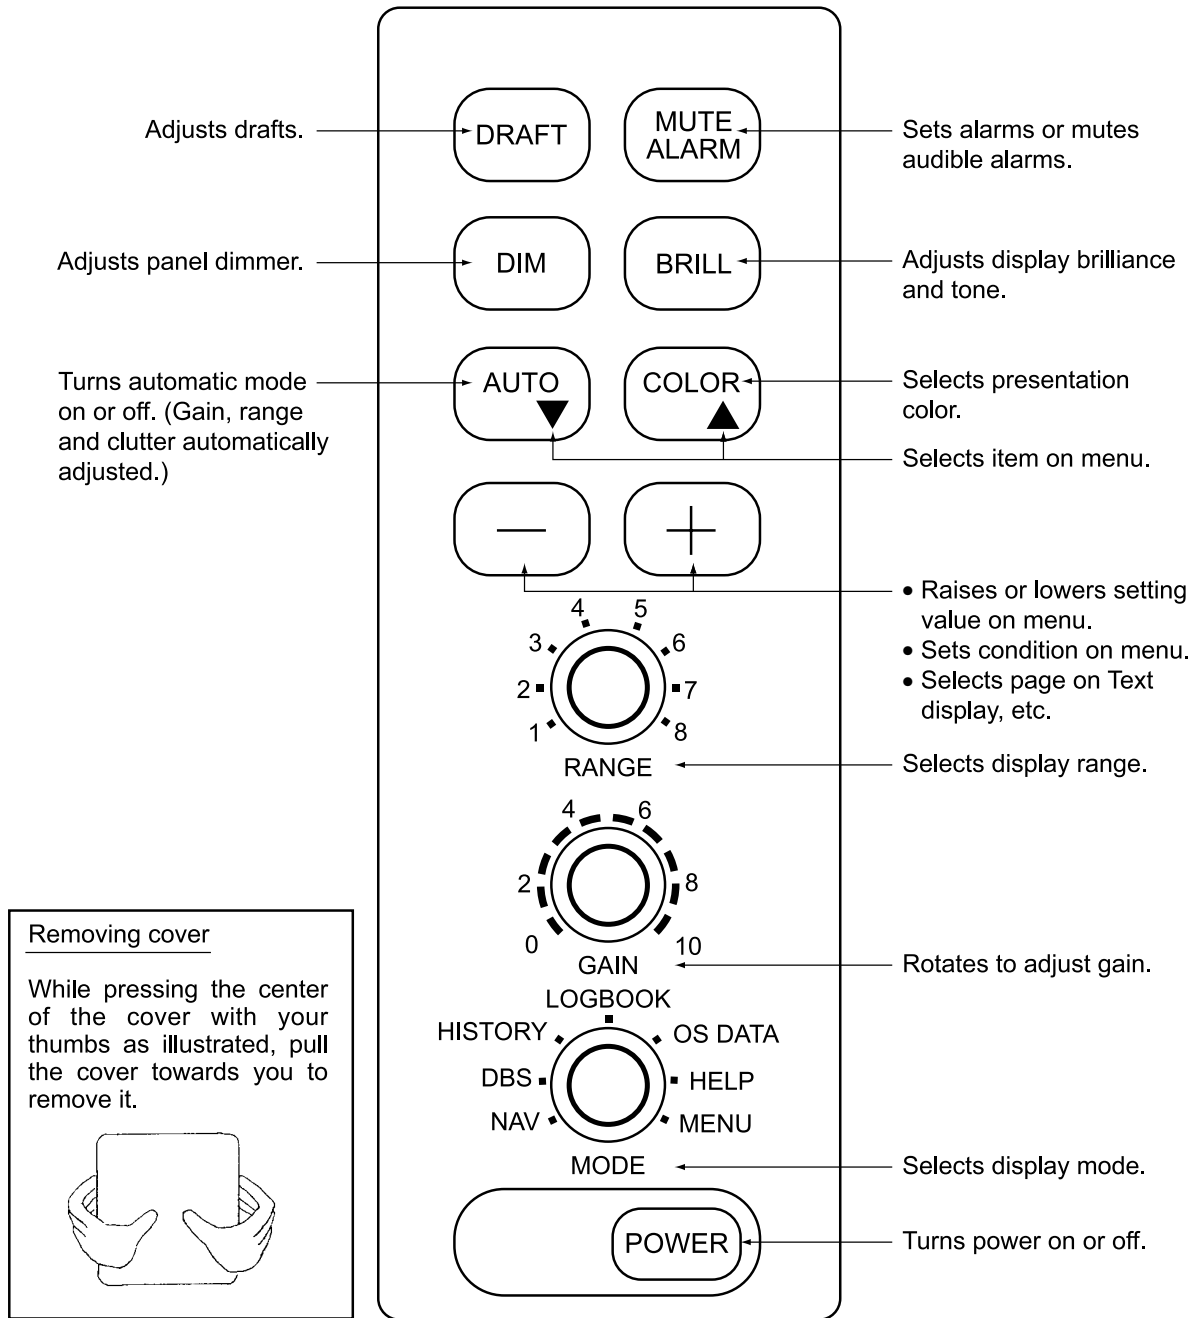 Adjusts drafts.
DRAFT
MUTE
ALARM
Sets alarms or mutes
audible alarms.
Adjusts panel dimmer.
DIM
BRILL
Adjusts display brilliance
and tone.
Turns automatic mode
on or off. (Gain, range
and clutter automatically
adjusted.)
AUTO
▼
COLOR
▲
Selects presentation
color.
Selects item on menu.
—
+
• Raises or lowers setting
value on menu.
• Sets condition on menu.
• Selects page on Text
display, etc.
4 5
3 6
2 7
1 8
RANGE
Selects display range.
4 6
2 8
0 10
GAIN
Rotates to adjust gain.
LOGBOOK
HISTORY OS DATA
DBS HELP
NAV MENU
MODE
Selects display mode.
POWER
Turns power on or off.
Removing cover
While pressing the center
of the cover with your
thumbs as illustrated, pull
the cover towards you to
remove it.